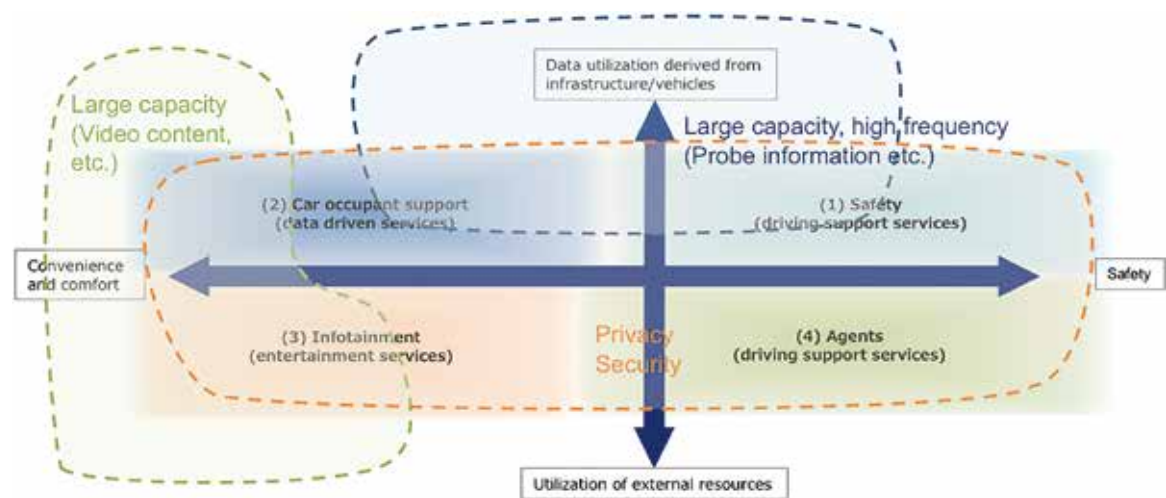 Data utilization derived from
infrastructure/vehicles
Large capacity
(Video content,
etc.)
Large capacity, high frequency
(Probe information etc.)
(2) Car occupant support
(data driven services)
(1) Safety
(driving support services)
Convenience
and comfort
Safety
(3) Infotainment
(entertainment services)
Privacy
Security
(4) Agents
(driving support services)
Utilization of external resources